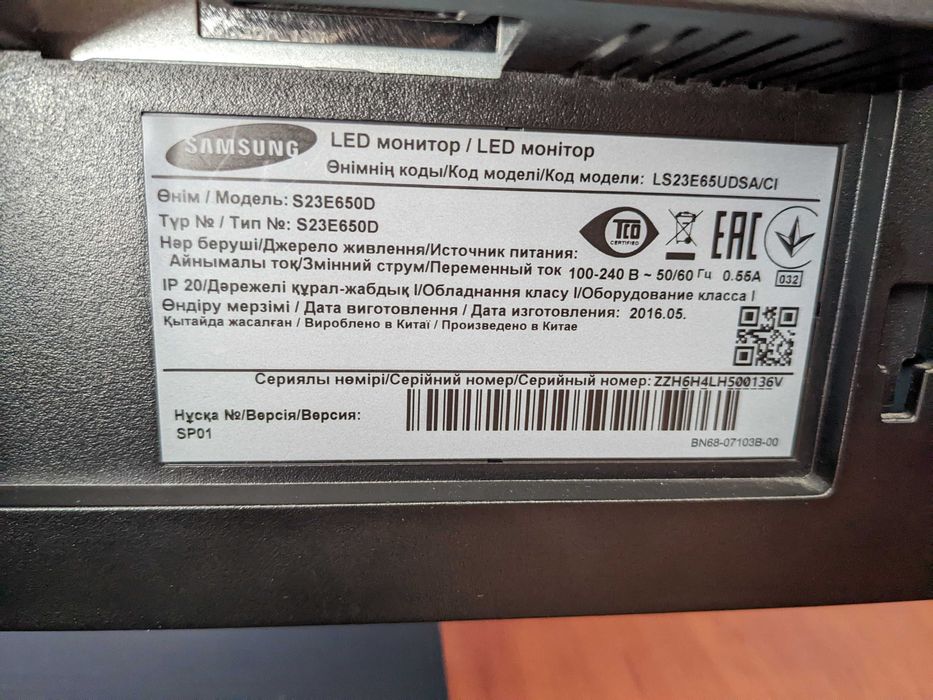 SAMSUNG
LED монитор / LED монітор
Өнімнің коды/Код моделі/Код модели: LS23E65UDSA/CI
Өнім / Модель: S23E650D
Түр № / Тип №: S23E650D
Нәр беруші/Джерело живлення/Источник питания:
Айнымалы тоқ/Змінний струм/Переменный ток 100-240 В ~ 50/60 Гц 0.55A
TCO
CERTIFIED
EAC
032
IP 20/Дәрежелі құрал-жабдық I/Обладнання класу I/Оборудование класса I
Өндіру мерзімі / Дата виготовлення / Дата изготовления: 2016.05.
Қытайда жасалған / Вироблено в Китаї / Произведено в Китае
Сериялы нөмірі/Серійний номер/Серийный номер: ZZH6H4LH500136V
Нұсқа №/Версія/Версия:
SP01
BN68-07103B-00